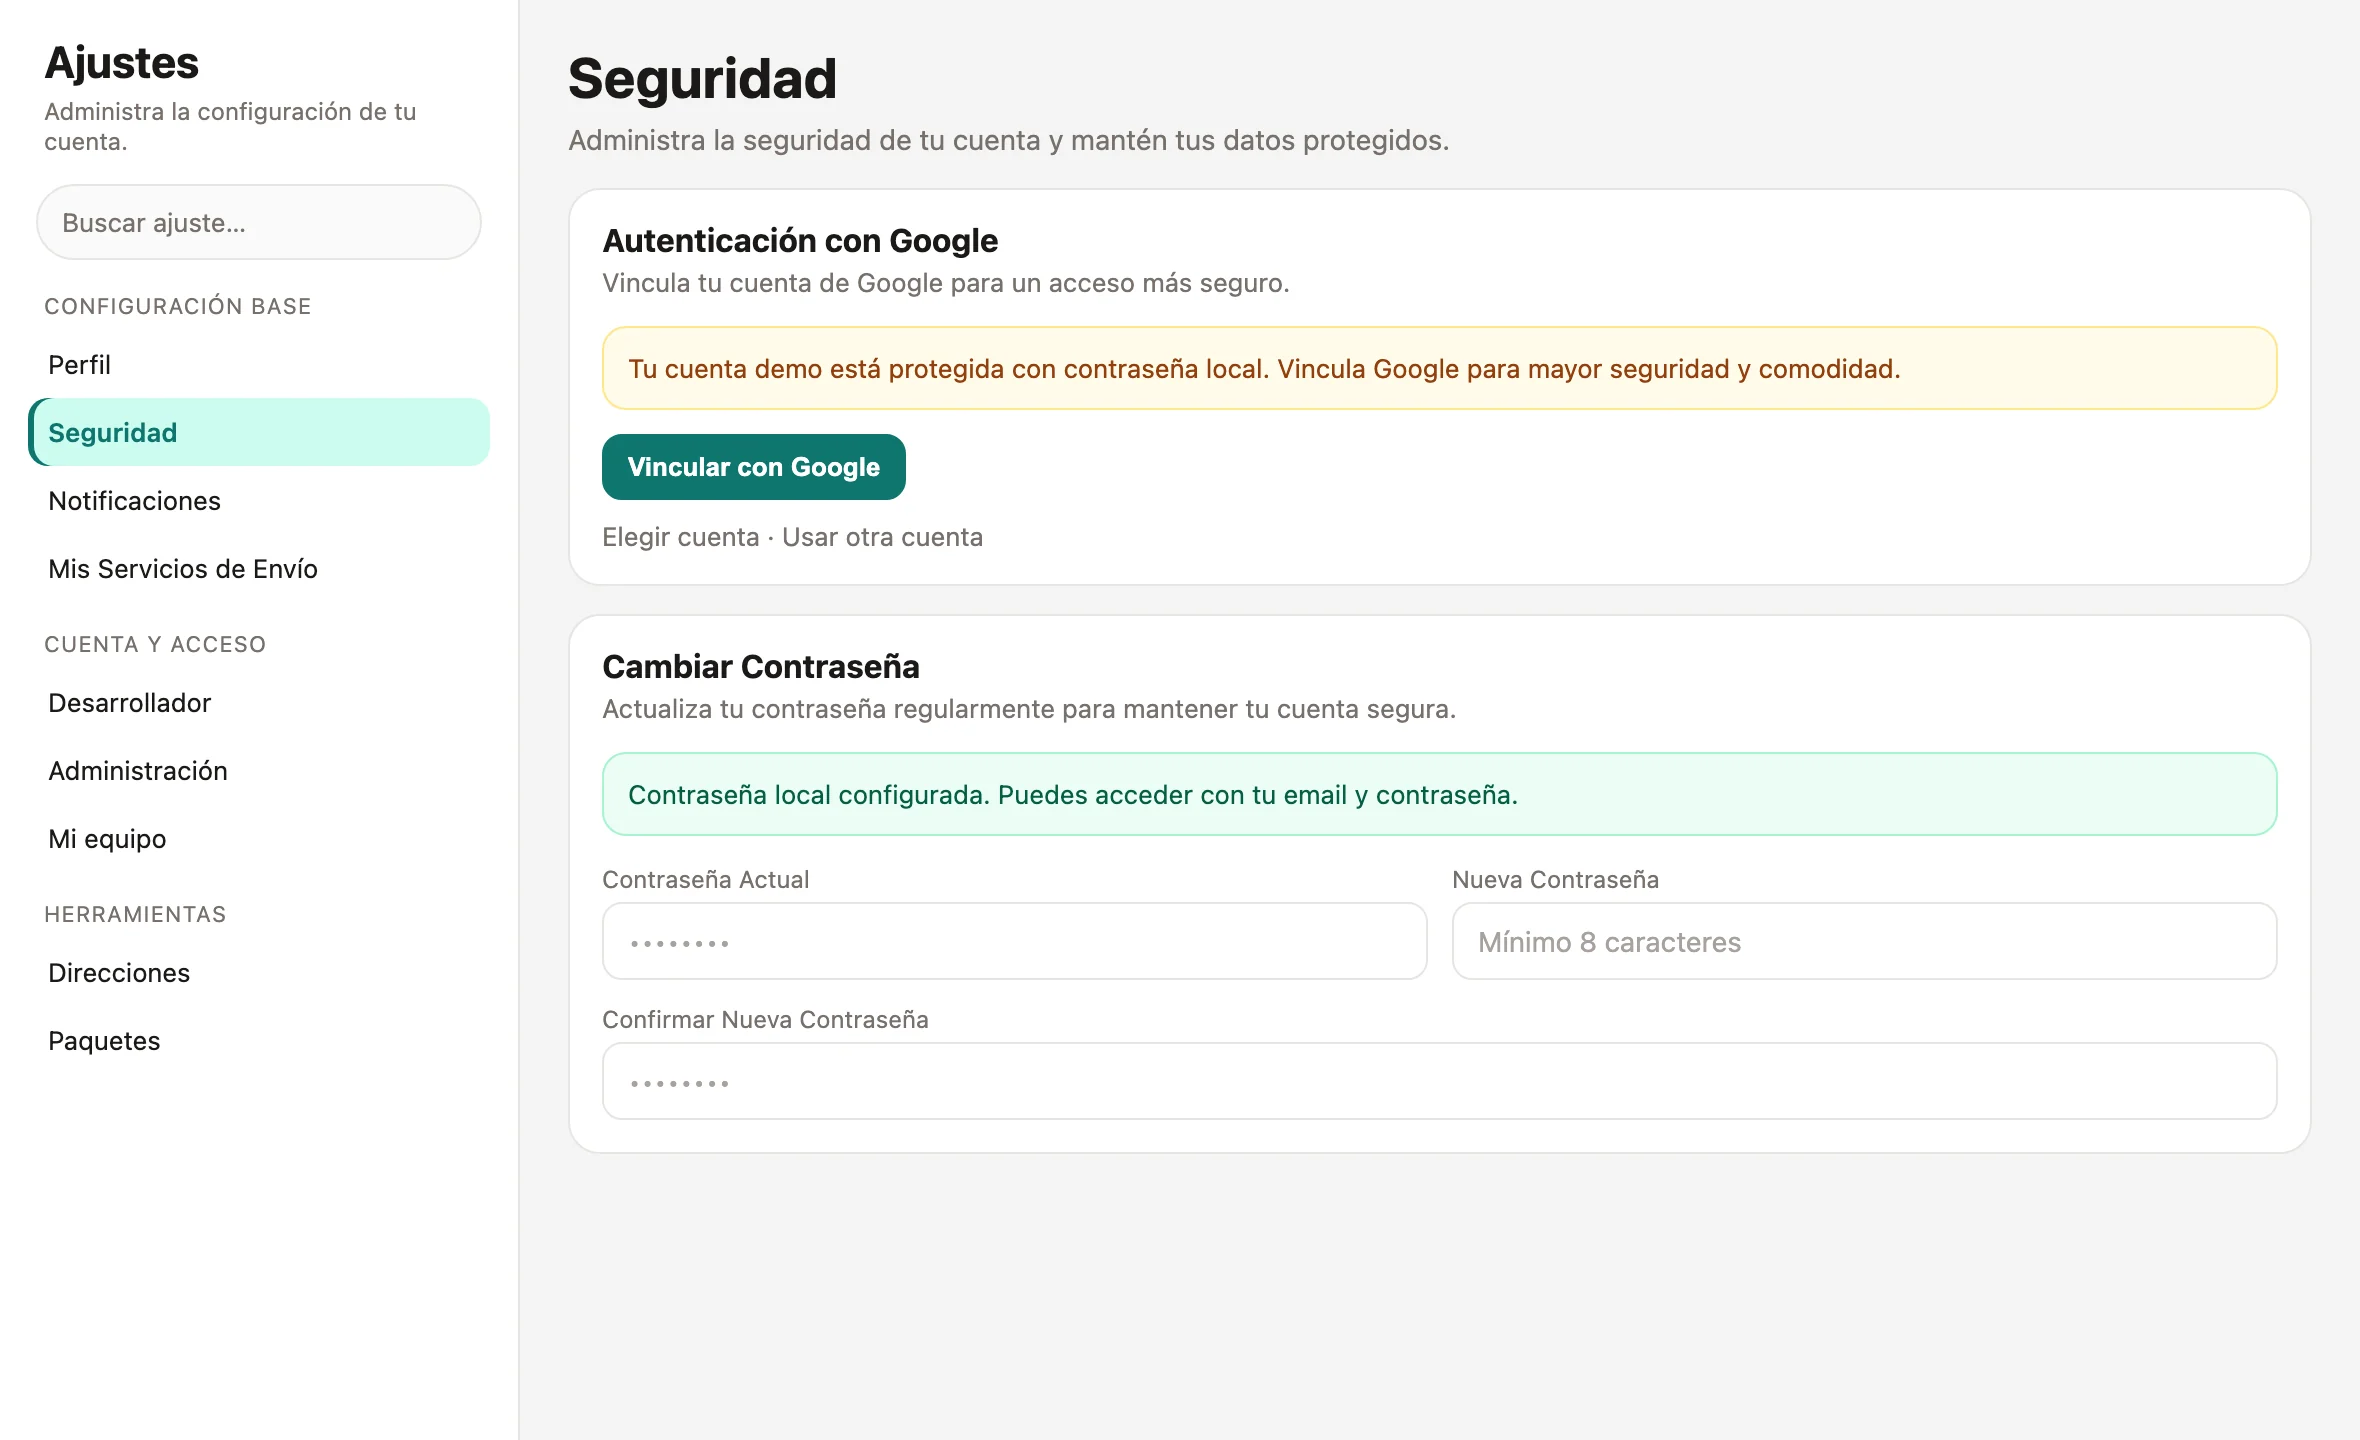 Ajustes
Administra la configuración de tu
cuenta.
Buscar ajuste...
CONFIGURACIÓN BASE
Perfil
Seguridad
Notificaciones
Mis Servicios de Envío
CUENTA Y ACCESO
Desarrollador
Administración
Mi equipo
HERRAMIENTAS
Direcciones
Paquetes
Seguridad
Administra la seguridad de tu cuenta y mantén tus datos protegidos.
Autenticación con Google
Vincula tu cuenta de Google para un acceso más seguro.
Tu cuenta demo está protegida con contraseña local. Vincula Google para mayor seguridad y comodidad.
Vincular con Google
Elegir cuenta · Usar otra cuenta
Cambiar Contraseña
Actualiza tu contraseña regularmente para mantener tu cuenta segura.
Contraseña local configurada. Puedes acceder con tu email y contraseña.
Contraseña Actual
••••••••
Nueva Contraseña
Mínimo 8 caracteres
Confirmar Nueva Contraseña
••••••••